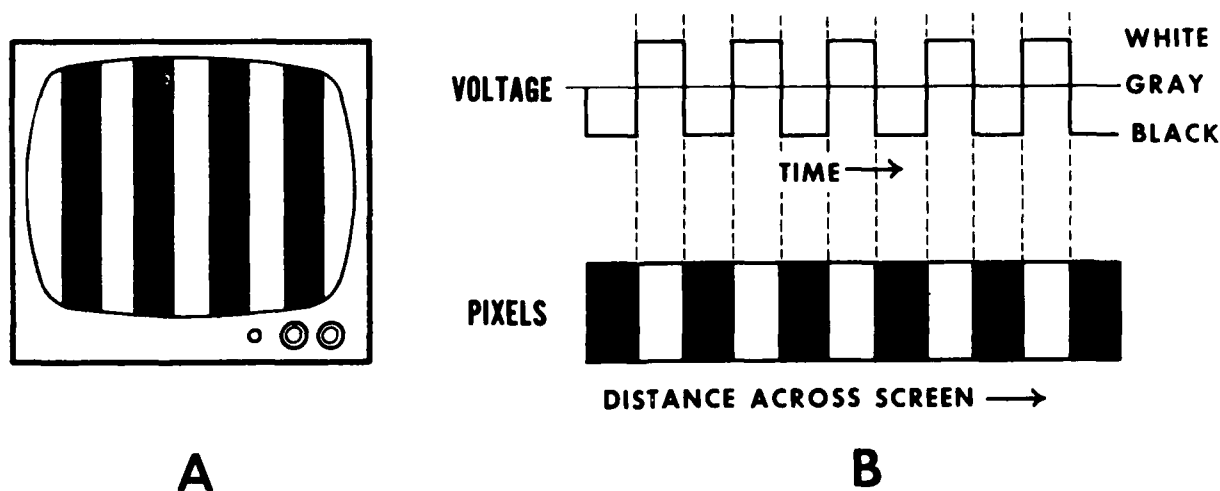 WHITE
VOLTAGE
GRAY
BLACK
TIME
PIXELS
DISTANCE ACROSS SCREEN
A
B